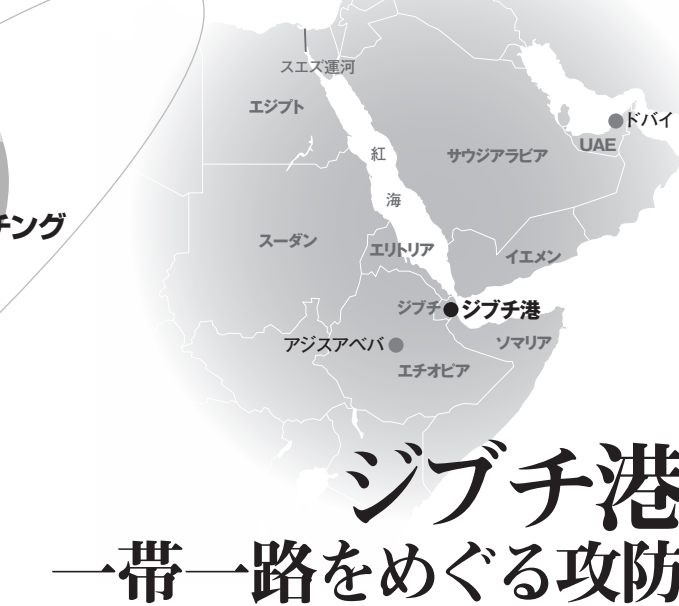 スエズ運河
エジプト
ドバイ
UAE
紅
サウジアラビア
海
チング
スーダン
エリトリア
イエメン
ジブチ
ジブチ港
アジスアベバ
ソマリア
エチオピア
ジブチ港
一帯一路をめぐる攻防